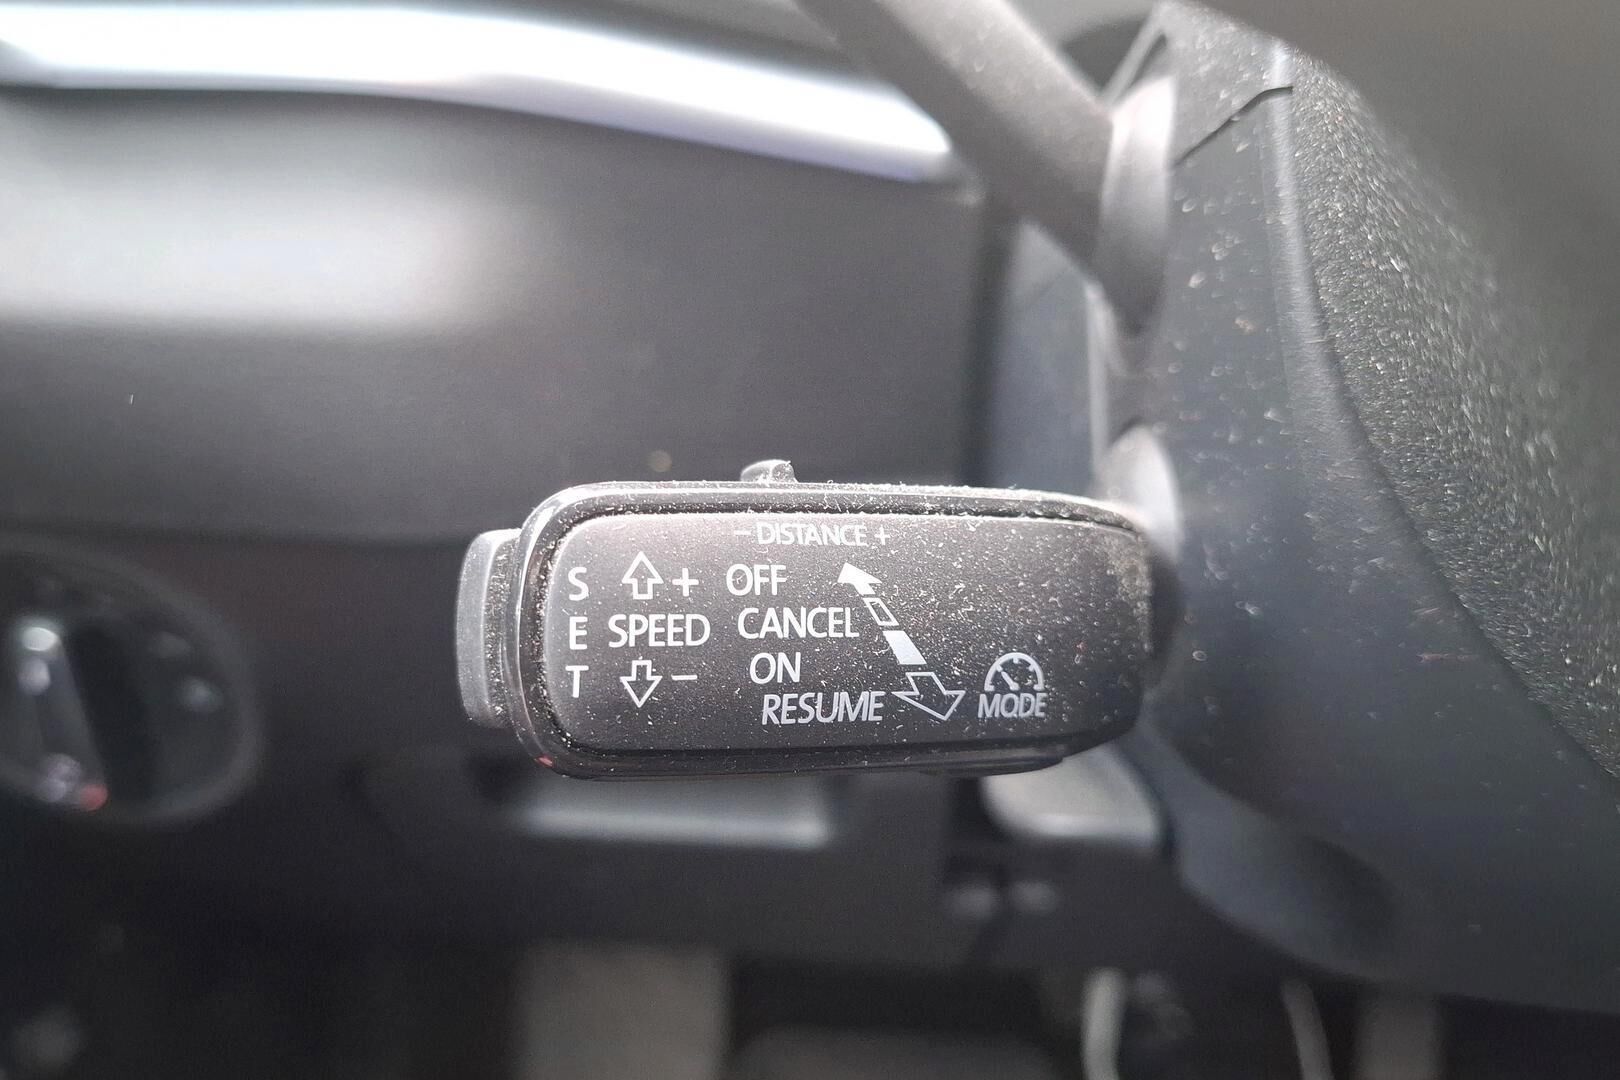 - DISTANCE +
S + OFF
E SPEED CANCEL
T - ON
RESUME MODE